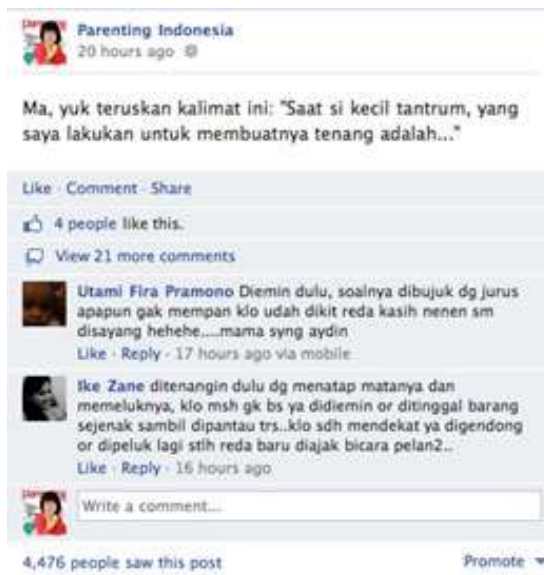 Parenting Indonesia
20 hours ago
Ma, yuk teruskan kalimat ini: "Saat si kecil tantrum, yang
saya lakukan untuk membuatnya tenang adalah..."
Like · Comment · Share
4 people like this.
View 21 more comments
Utami Fira Pramono Diemin dulu, soalnya dibujuk dg jurus
apapun gak mempan klo udah dikit reda kasih nenen sm
disayang hehehe....mama syng aydin
Like · Reply · 17 hours ago via mobile
Ike Zane ditenangin dulu dg menatap matanya dan
memeluknya, klo msh gk bs ya didiemin or ditinggal barang
sejenak sambil dipantau trs..klo sdh mendekat ya digendong
or dipeluk lagi stlh reda baru diajak bicara pelan2..
Like · Reply · 16 hours ago
Write a comment...
4,476 people saw this post
Promote